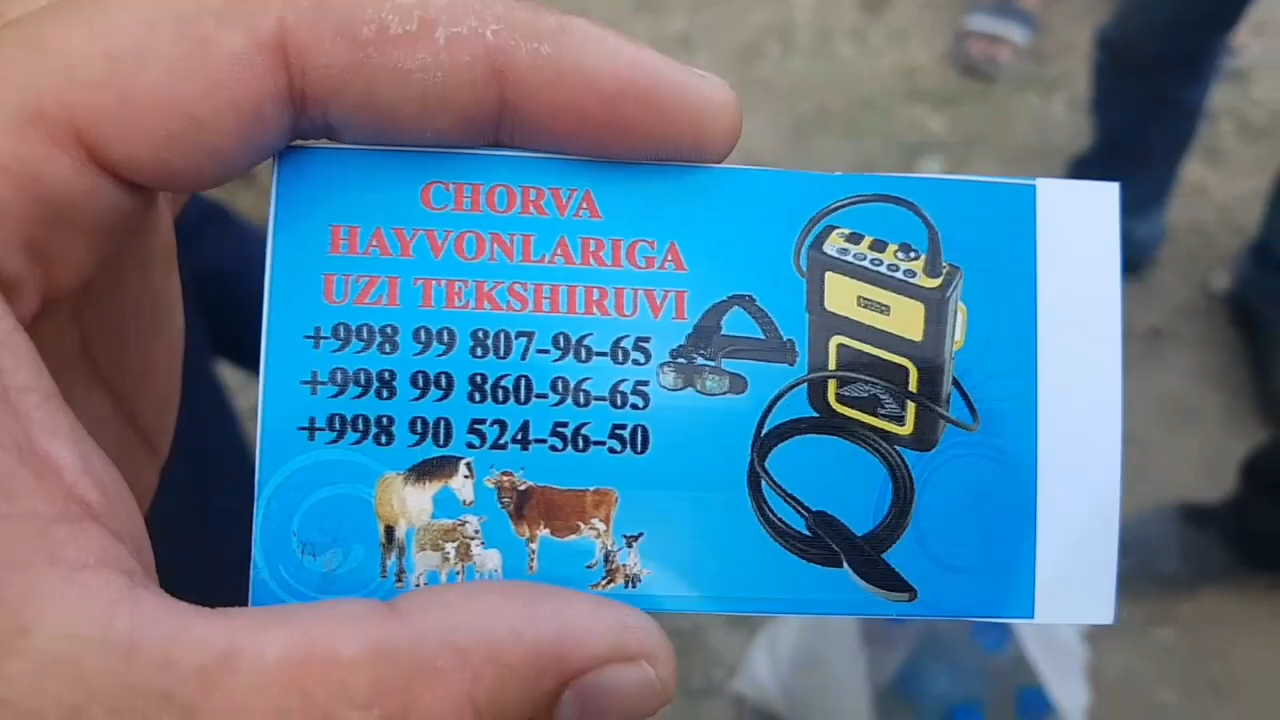 CHORVA
HAYVONLARIGA
UZI TEKSHIRUVI
+998 99 807-96-65
+998 99 860-96-65
+998 90 524-56-50